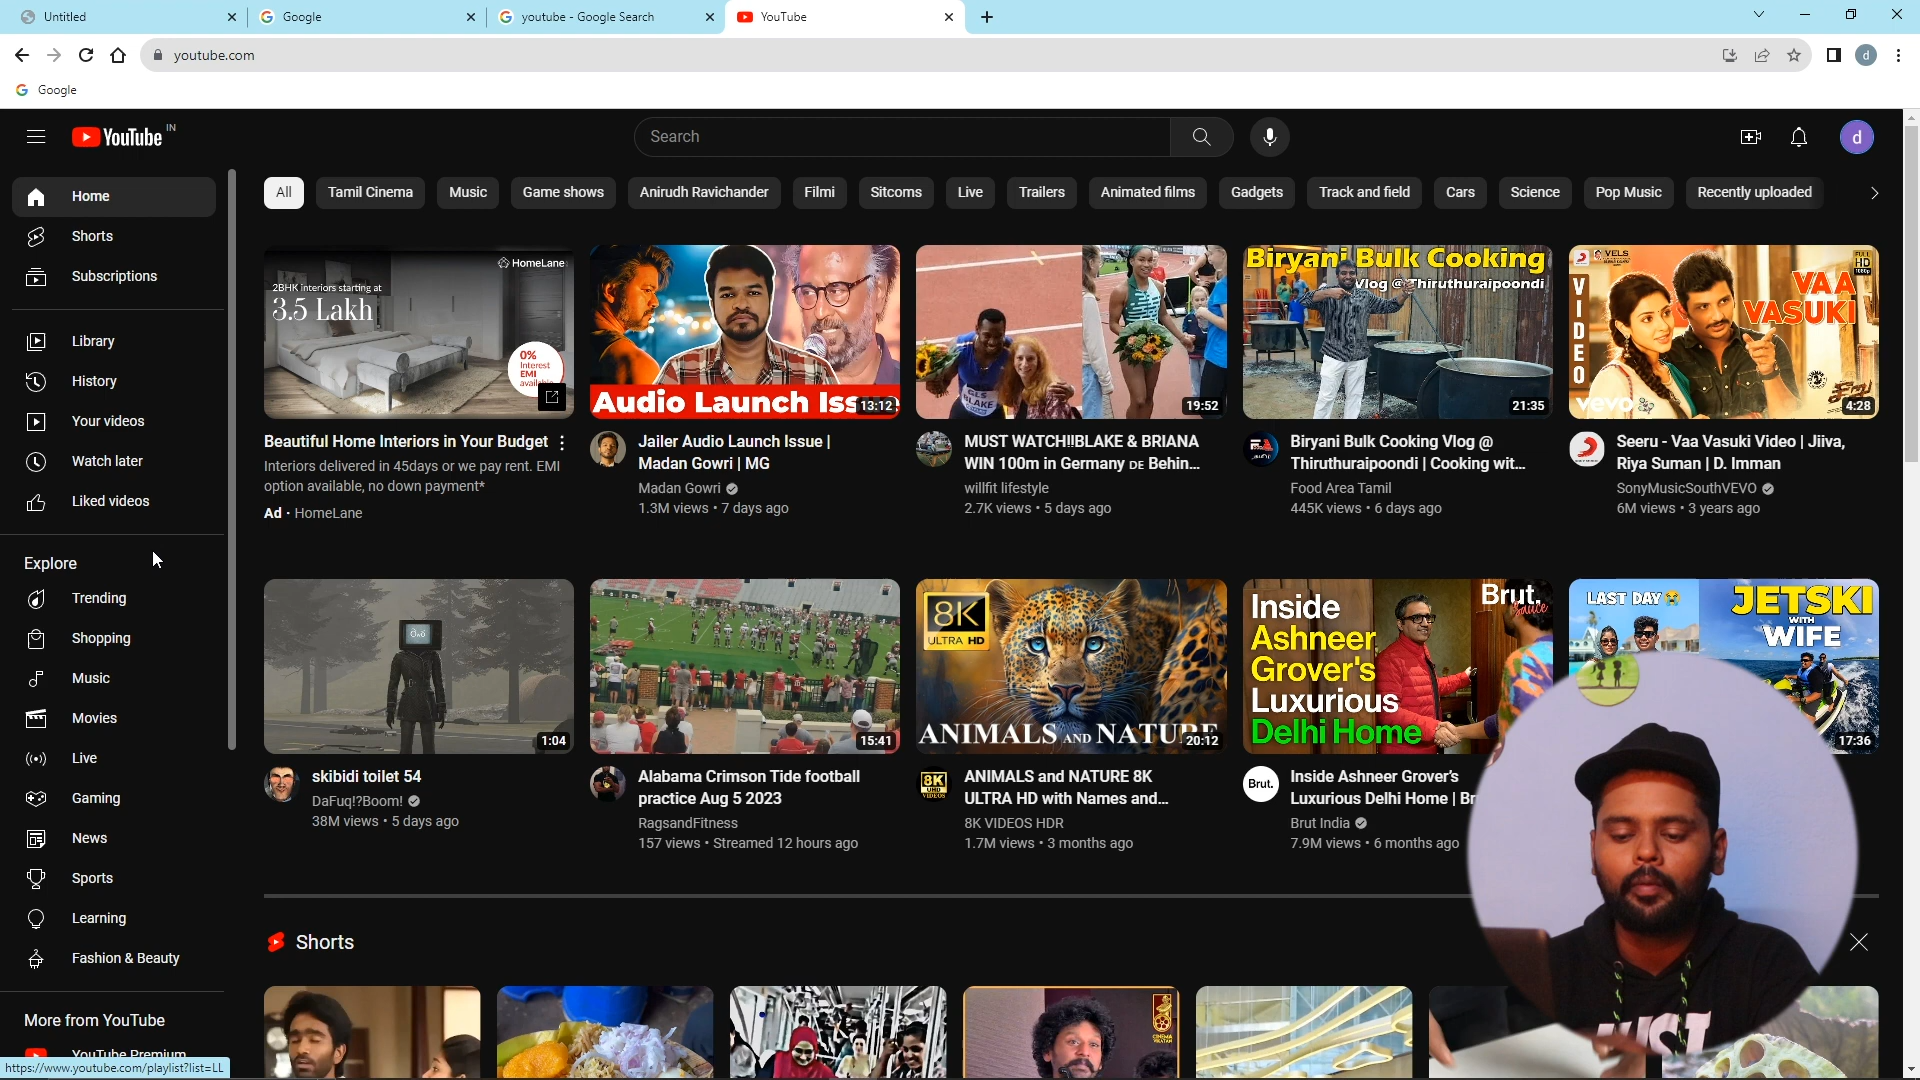 Untitled
Google
youtube - Google Search
YouTube
youtube.com
d
Google
YouTube IN
Search
d
Home
Shorts
Subscriptions
Library
History
Your videos
Watch later
Liked videos
Explore
Trending
Shopping
Music
Movies
Live
Gaming
News
Sports
Learning
Fashion & Beauty
More from YouTube
YouTube Premium
https://www.youtube.com/playlist?list=LL
All
Tamil Cinema
Music
Game shows
Anirudh Ravichander
Filmi
Sitcoms
Live
Trailers
Animated films
Gadgets
Track and field
Cars
Science
Pop Music
Recently uploaded
HomeLane
2BHK interiors starting at
3.5 Lakh
0%
Interest
EMI
Beautiful Home Interiors in Your Budget
Interiors delivered in 45days or we pay rent. EMI
option available, no down payment*
Ad · HomeLane
Audio Launch
13:12
Jailer Audio Launch Issue |
Madan Gowri | MG
Madan Gowri
1.3M views • 7 days ago
BLAKE
19:52
MUST WATCH!!BLAKE & BRIANA
WIN 100m in Germany DE Behin...
willfit lifestyle
2.7K views • 5 days ago
Biryani Bulk Cooking
Vlog @ Thiruthuraipoondi
21:35
Biryani Bulk Cooking Vlog @
Thiruthuraipoondi | Cooking wit...
Food Area Tamil
445K views • 6 days ago
VELS
FULL
HD
1080p
VIDEO
VAA
VASUKI
vevo
4:28
Seeru - Vaa Vasuki Video | Jiiva,
Riya Suman | D. Imman
SonyMusicSouthVEVO
6M views • 3 years ago
1:04
skibidi toilet 54
DaFuq!?Boom!
38M views • 5 days ago
15:41
Alabama Crimson Tide football
practice Aug 5 2023
RagsandFitness
157 views • Streamed 12 hours ago
8K
ULTRA HD
ANIMALS AND NATURE
20:12
8K
UHD
VIDEOS
ANIMALS and NATURE 8K
ULTRA HD with Names and...
8K VIDEOS HDR
1.7M views • 3 months ago
Inside
Ashneer
Grover's
Luxurious
Delhi Home
Brut.
Sauce
Brut.
Inside Ashneer Grover's
Luxurious Delhi Home | Br
Brut India
7.9M views • 6 months ago
LAST DAY
JETSKI
WITH
WIFE
17:36
Shorts
CINEMA
VIKATAN